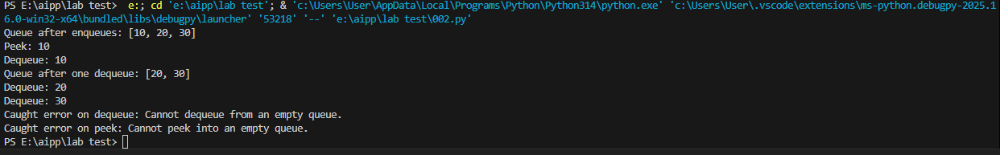 PS E:\aipp\lab test>  e:; cd 'e:\aipp\lab test'; & 'c:\Users\User\AppData\Local\Programs\Python\Python314\python.exe' 'c:\Users\User\.vscode\extensions\ms-python.debugpy-2025.1
6.0-win32-x64\bundled\libs\debugpy\launcher' '53218' '--' 'e:\aipp\lab test\002.py'
Queue after enqueues: [10, 20, 30]
Peek: 10
Dequeue: 10
Queue after one dequeue: [20, 30]
Dequeue: 20
Dequeue: 30
Caught error on dequeue: Cannot dequeue from an empty queue.
Caught error on peek: Cannot peek into an empty queue.
PS E:\aipp\lab test>